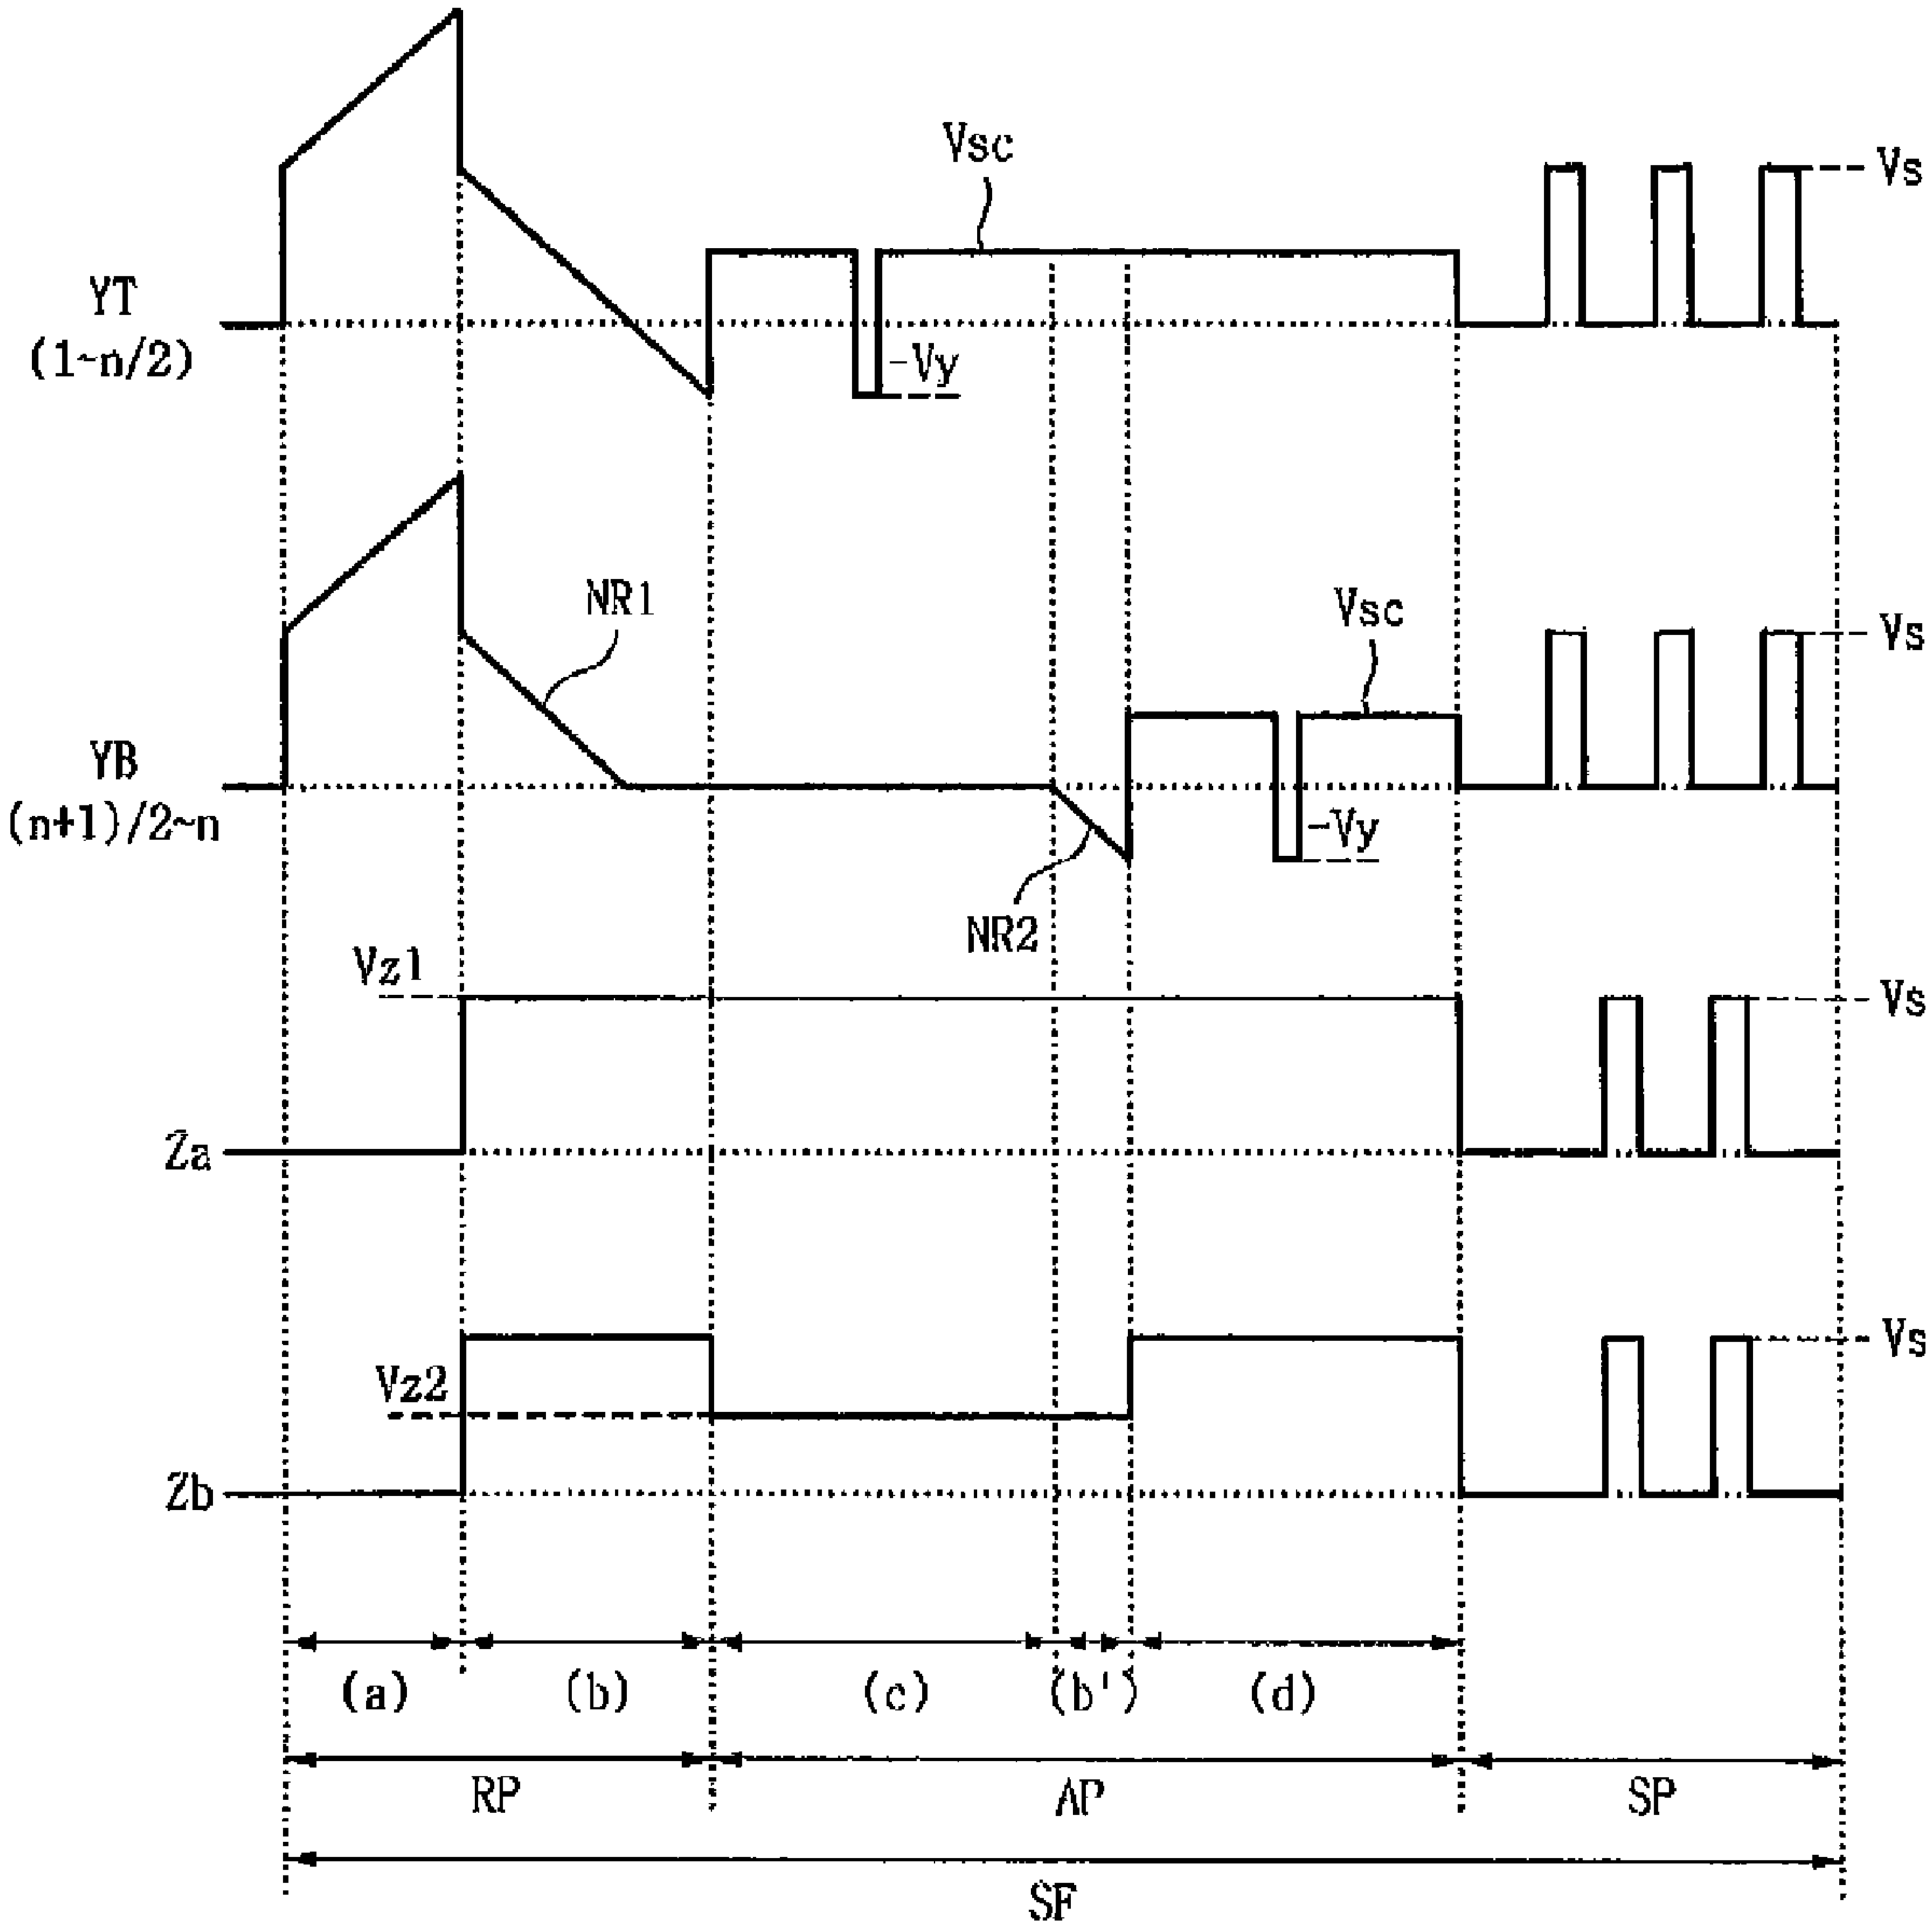 Vsc
Vs
YT
(1~n/2)
-Vy
NR1
Vsc
Vs
YB
(n+1)/2~n
-Vy
NR2
Vz1
Vs
Za
Vz2
Vs
Zb
(a) (b) (c) (b') (d)
RP AP SP
SF